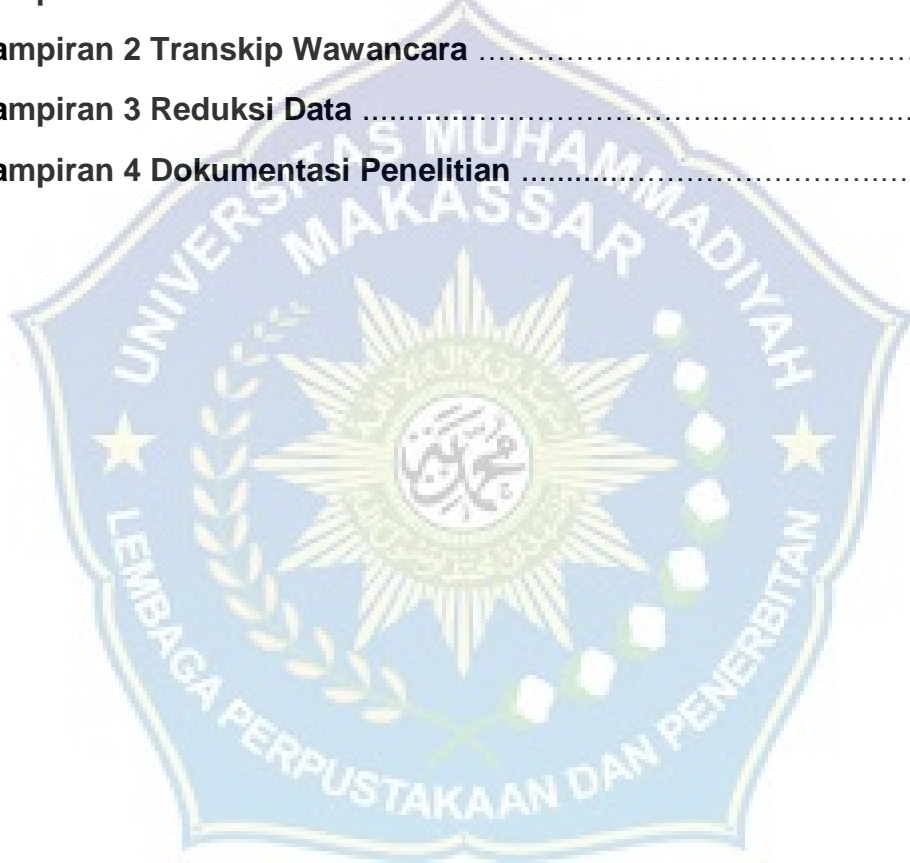 ampiran 2 Transkip Wawancara ..............................................
ampiran 3 Reduksi Data ..............................................................
ampiran 4 Dokumentasi Penelitian ............................................
UNIVERSITAS MUHAMMADIYAH
MAKASSAR
LEMBAGA PERPUSTAKAAN DAN PENERBITAN